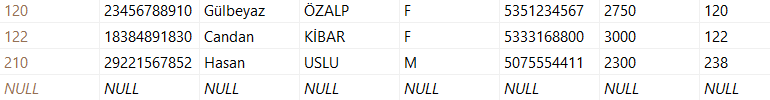 120 23456788910 Gülbeyaz ÖZALP F 5351234567 2750 120
122 18384891830 Candan KİBAR F 5333168800 3000 122
210 29221567852 Hasan USLU M 5075554411 2300 238
NULL NULL NULL NULL NULL NULL NULL NULL